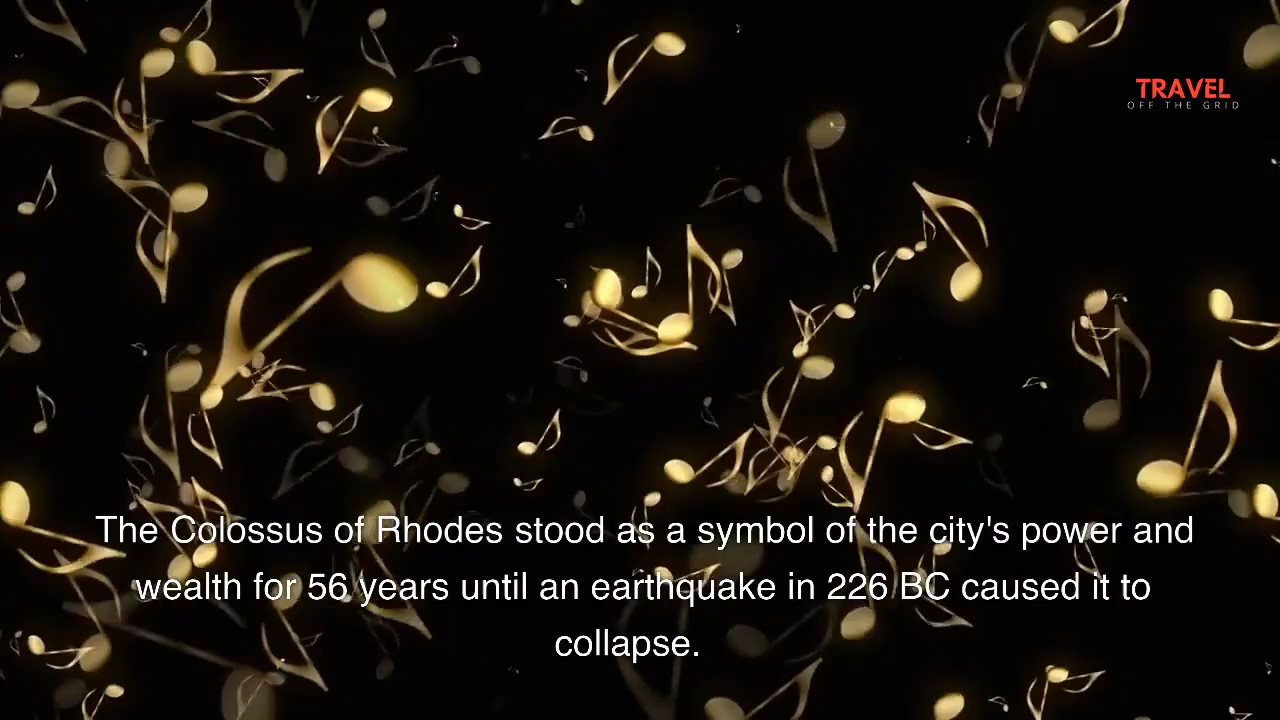 TRAVEL
OFF THE GRID
The Colossus of Rhodes stood as a symbol of the city's power and
wealth for 56 years until an earthquake in 226 BC caused it to
collapse.